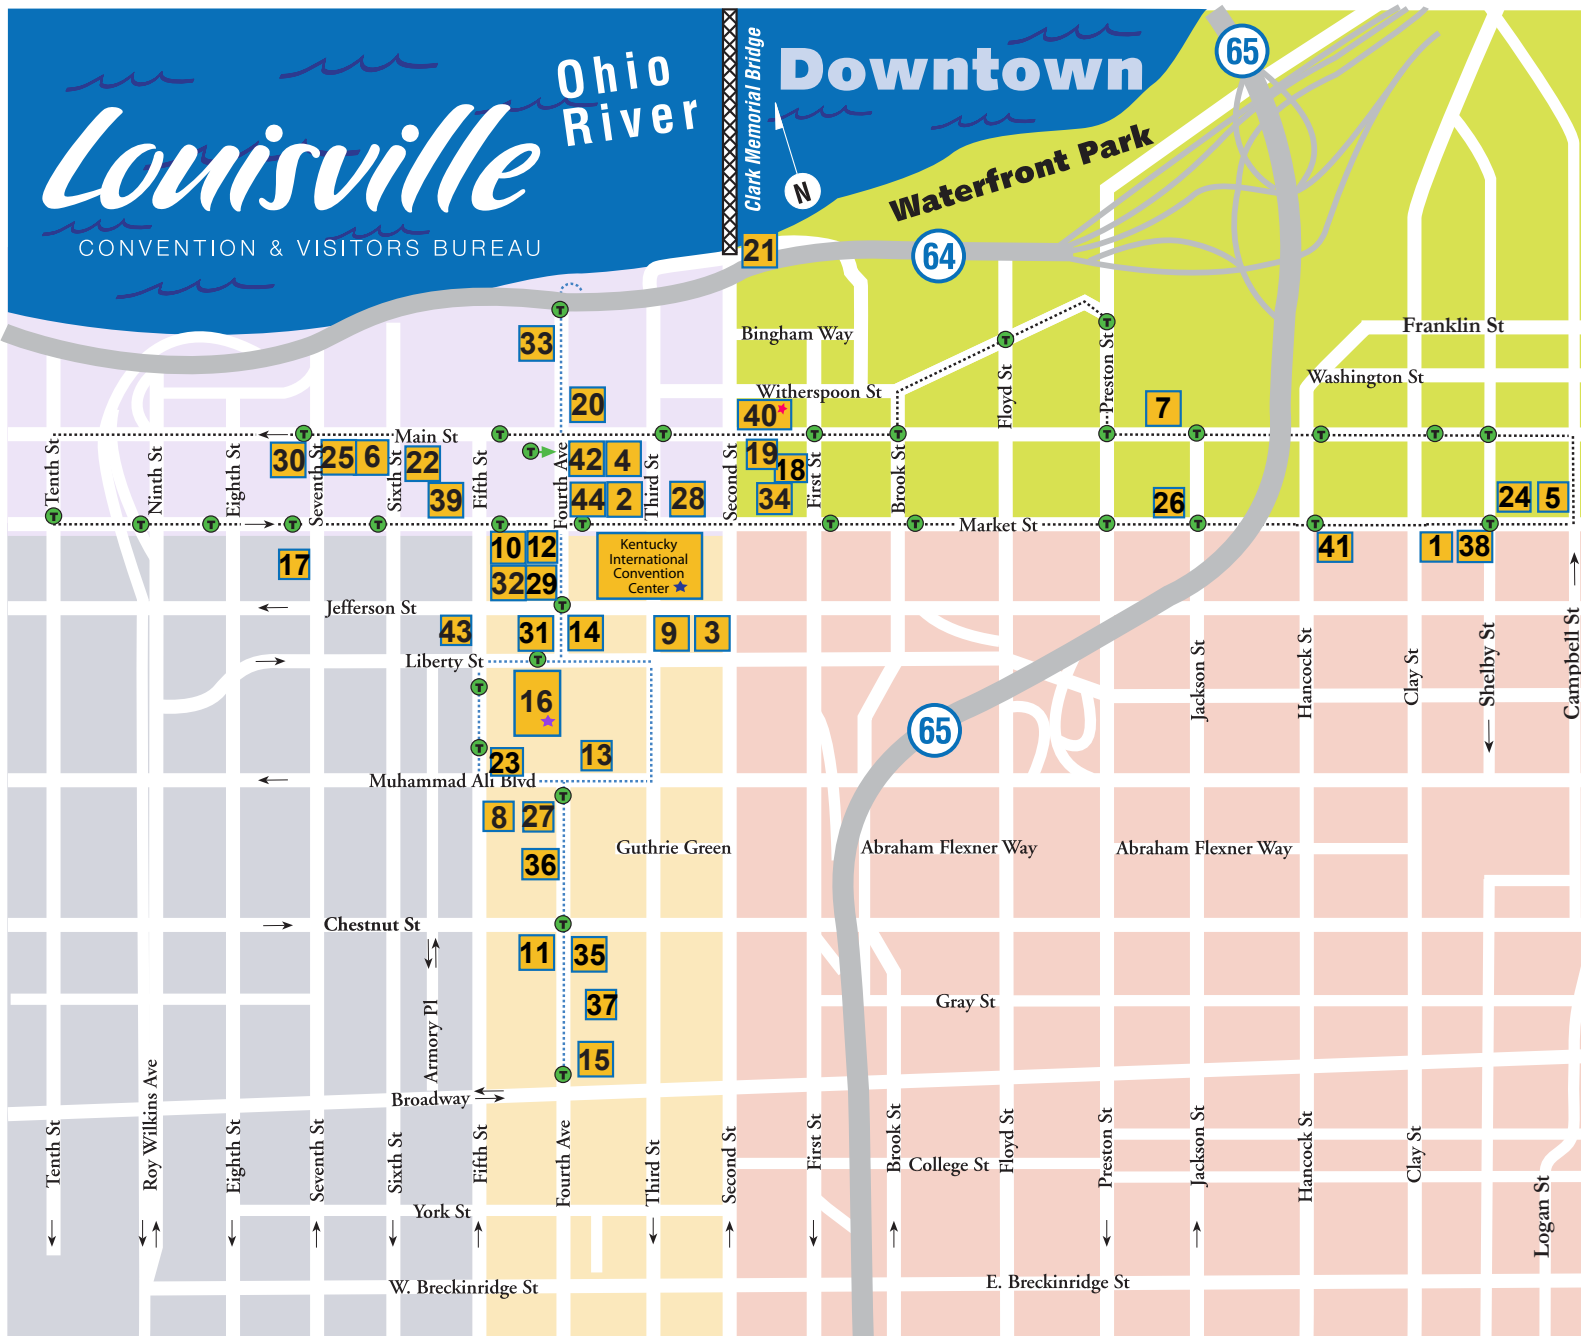 Louisville
CONVENTION & VISITORS BUREAU
Ohio
River
Clark Memorial Bridge
Downtown
N
Waterfront Park
65
64
21
33
Bingham Way
Franklin St
Witherspoon St
Washington St
Floyd St
Preston St
20
40
7
Main St
T
Tenth St
Ninth St
Eighth St
30
Seventh St
25
6
Sixth St
22
39
Fifth St
Fourth Ave
42
4
44
2
Third St
28
Second St
19
18
34
First St
Brook St
26
24
5
Market St
17
10
12
32
29
Kentucky
International
Convention
Center
41
1
38
Jefferson St
43
31
14
9
3
Liberty St
16
23
13
Muhammad Ali Blvd
65
Jackson St
Hancock St
Clay St
Shelby St
Campbell St
8
27
36
Guthrie Green
Abraham Flexner Way
Abraham Flexner Way
Chestnut St
11
35
37
15
Armory Pl
Gray St
Broadway
Tenth St
Roy Wilkins Ave
Eighth St
Seventh St
Sixth St
Fifth St
Fourth Ave
Third St
Second St
First St
Brook St
College St
Floyd St
Preston St
Jackson St
Hancock St
Clay St
Logan St
York St
W. Breckinridge St
E. Breckinridge St